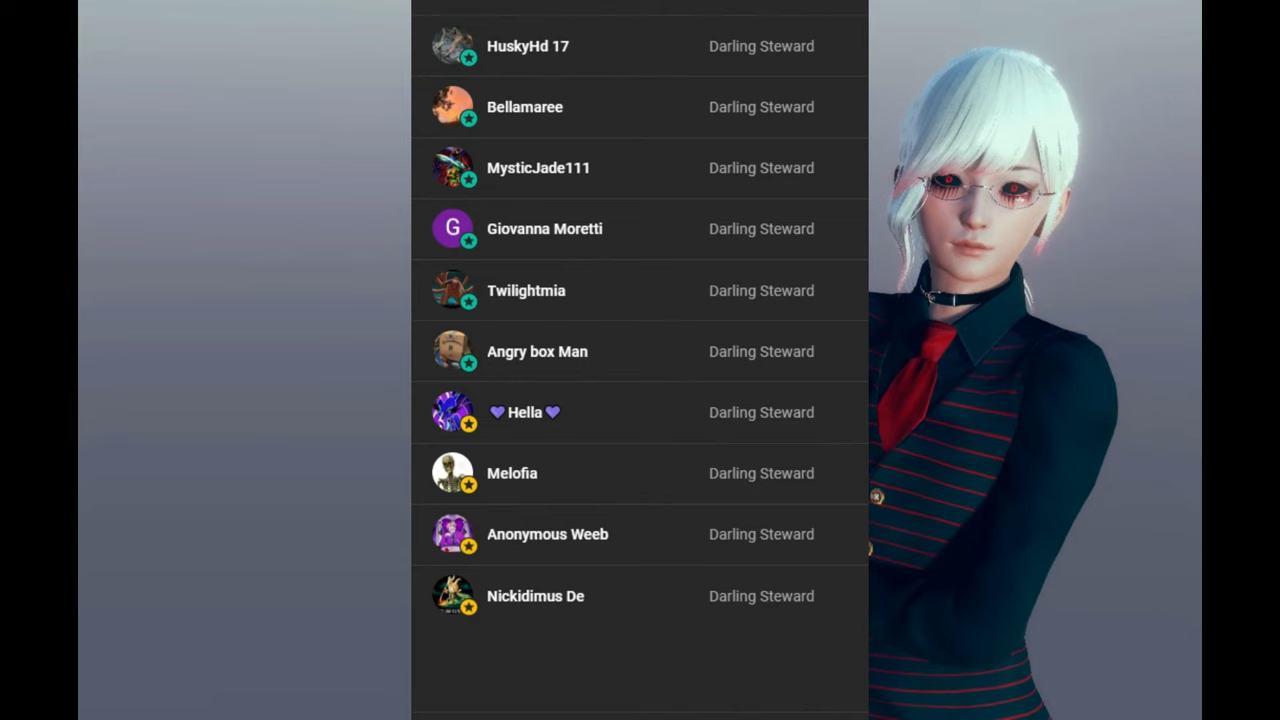 HuskyHd 17 Darling Steward
Bellamaree Darling Steward
MysticJade111 Darling Steward
G Giovanna Moretti Darling Steward
Twilightmia Darling Steward
Angry box Man Darling Steward
💜Hella💜 Darling Steward
Melofia Darling Steward
Anonymous Weeb Darling Steward
Nickidimus De Darling Steward